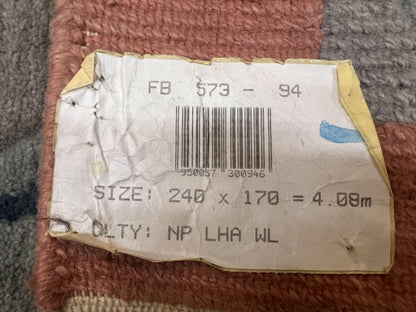 FB 573 - 94
950057 300946
SIZE: 240 x 170 = 4.08m
QLTY: NP LHA WL